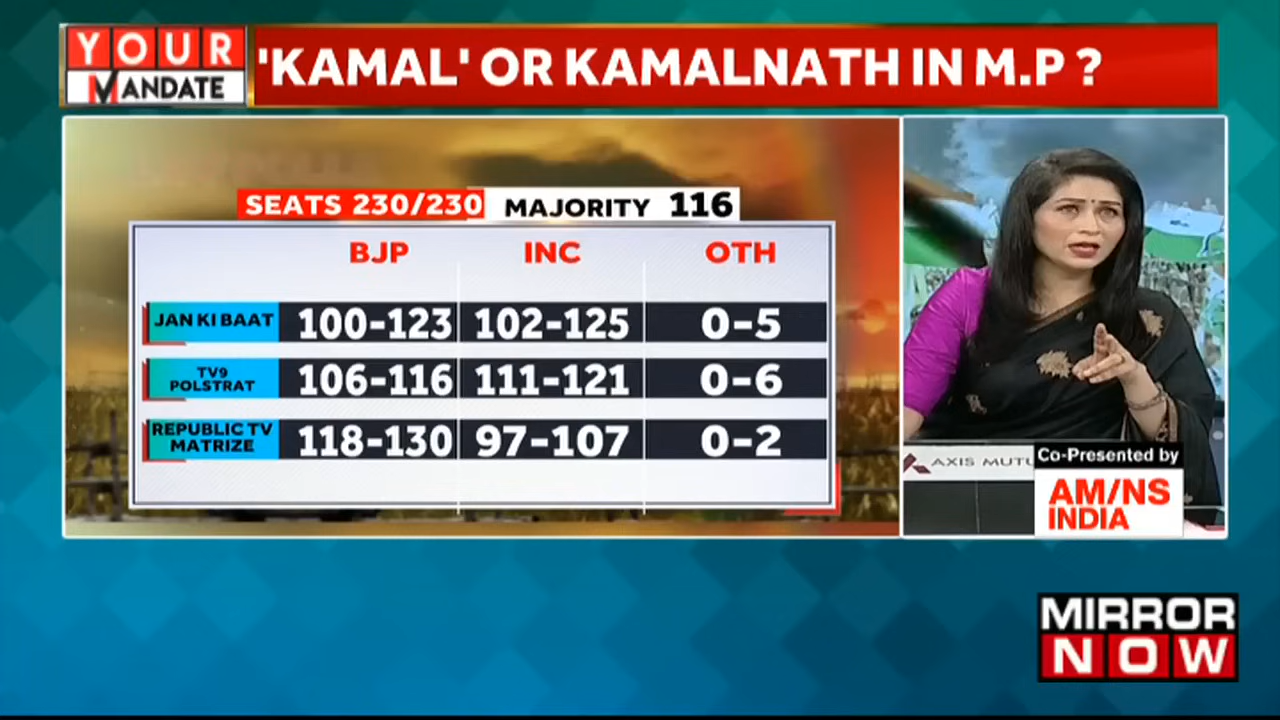 YOUR
MANDATE
'KAMAL' OR KAMALNATH IN M.P ?
SEATS 230/230 MAJORITY 116
BJP INC OTH
JAN KI BAAT 100-123 102-125 0-5
TV9
POLSTRAT 106-116 111-121 0-6
REPUBLIC TV
MATRIZE 118-130 97-107 0-2
AXIS
Co-Presented by
AM/NS
INDIA
MIRROR
NOW